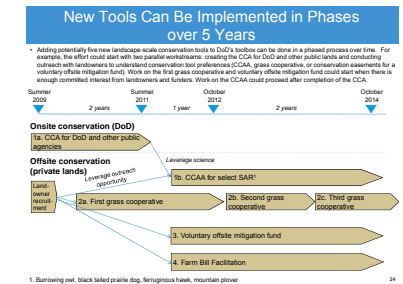 New Tools Can Be Implemented in Phases
over 5 Years
• Adding potentially five new landscape-scale conservation tools to DoD's toolbox can be done in a phased process over time. For
example, the effort could start with two parallel workstreams: creating the CCA for DoD and other public lands and conducting
outreach with landowners to understand conservation tool preferences (CCAA, grass cooperative, or conservation easements for a
voluntary offsite mitigation fund). Work on the first grass cooperative and voluntary offsite mitigation fund could start when there is
enough committed interest from landowners and funders. Work on the CCAA could proceed after completion of the CCA.
Summer
2009
Summer
2011
October
2012
October
2014
2 years
1 year
2 years
Onsite conservation (DoD)
1a. CCA for DoD and other public
agencies
Offsite conservation
(private lands)
Leverage science
Leverage outreach
opportunity
1b. CCAA for select SAR¹
Land-
owner
recruit-
ment
2a. First grass cooperative
2b. Second grass
cooperative
2c. Third grass
cooperative
3. Voluntary offsite mitigation fund
4. Farm Bill Facilitation
1. Burrowing owl, black tailed prairie dog, ferruginous hawk, mountain plover
24